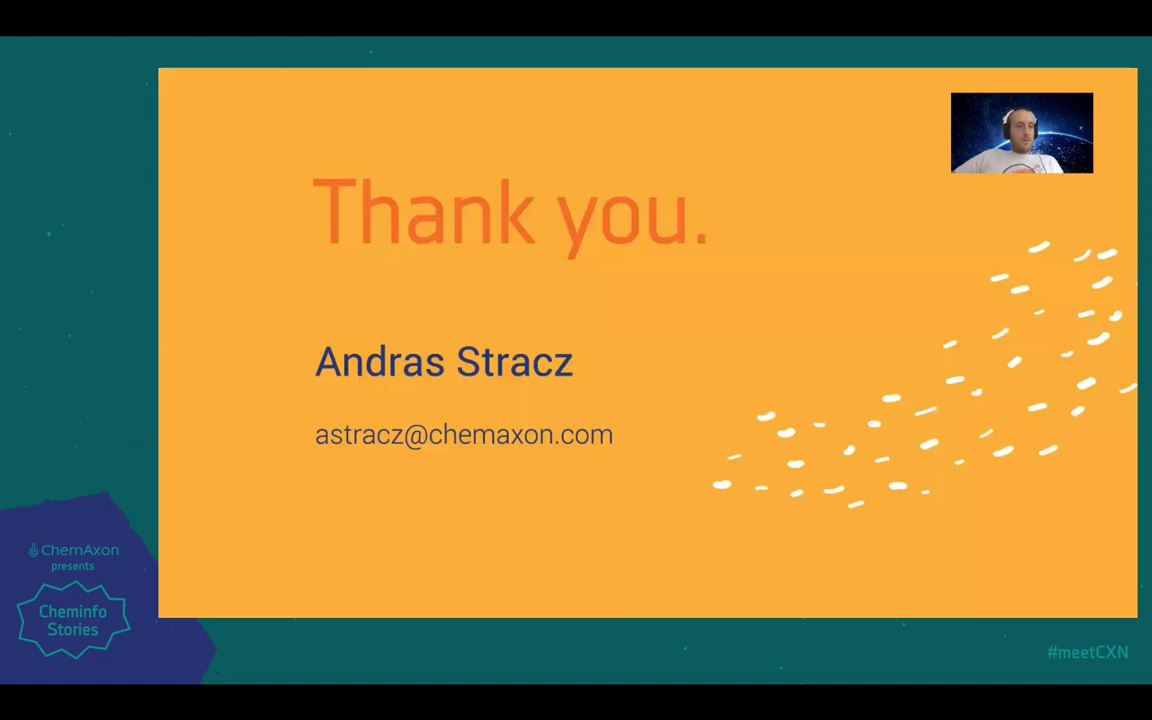 Thank you.
Andras Stracz
astracz@chemaxon.com
ChemAxon
presents
Cheminfo
Stories
#meetCXN